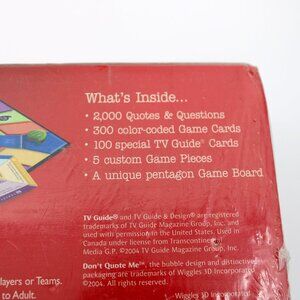 What's Inside...
• 2,000 Quotes & Questions
• 300 color-coded Game Cards
• 100 special TV Guide® Cards
• 5 custom Game Pieces
• A unique pentagon Game Board
TV Guide® and TV Guide & Design® are registered
trademarks of TV Guide Magazine Group, Inc. and
used with permission in the United States. Used in
Canada under license from Transcontinental
Media G.P. ©2004 TV Guide Magazine Group, Inc.
Don't Quote Me™, the bubble design and distinctive
packaging are trademarks of Wiggles 3D Incorporated
© 2004. All rights reserved.
layers or Teams.
to Adult.
Wiggles 3D Incorporated